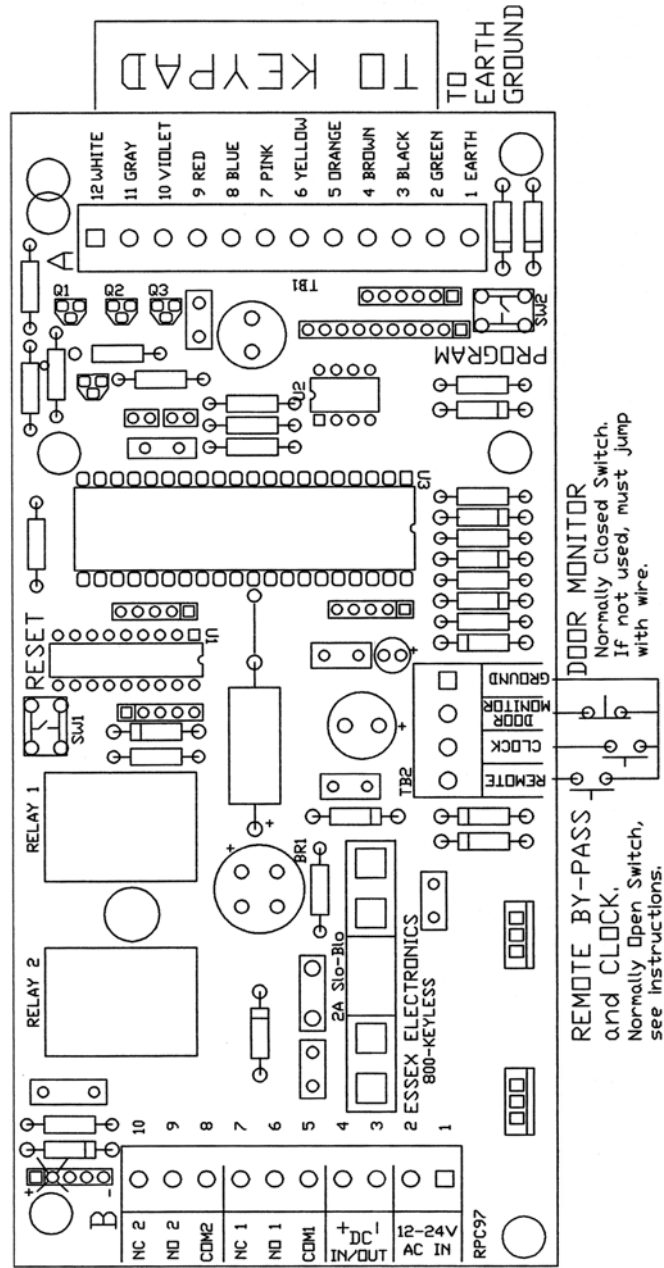 TO KEYPAD
TO
EARTH
GROUND
12 WHITE
11 GRAY
10 VIOLET
9 RED
8 BLUE
7 PINK
6 YELLOW
5 ORANGE
4 BROWN
3 BLACK
2 GREEN
1 EARTH
A
TB1
Q1
Q2
Q3
SW2
PROGRAM
U2
U3
RESET
U1
SW1
RELAY 1
RELAY 2
+
+
+
+
BR1
2A Slo-Blo
ESSEX ELECTRONICS
800-KEYLESS
TB2
GROUND
DOOR
MONITOR
CLOCK
REMOTE
DOOR MONITOR
Normally Closed Switch.
If not used, must jump
with wire.
REMOTE BY-PASS
and CLOCK.
Normally Open Switch,
see instructions.
+
-
B
10
9
8
7
6
5
4
3
2
1
NC 2
NO 2
COM2
NC 1
NO 1
COM1
+ DC -
IN/OUT
12-24V
AC IN
RPC97